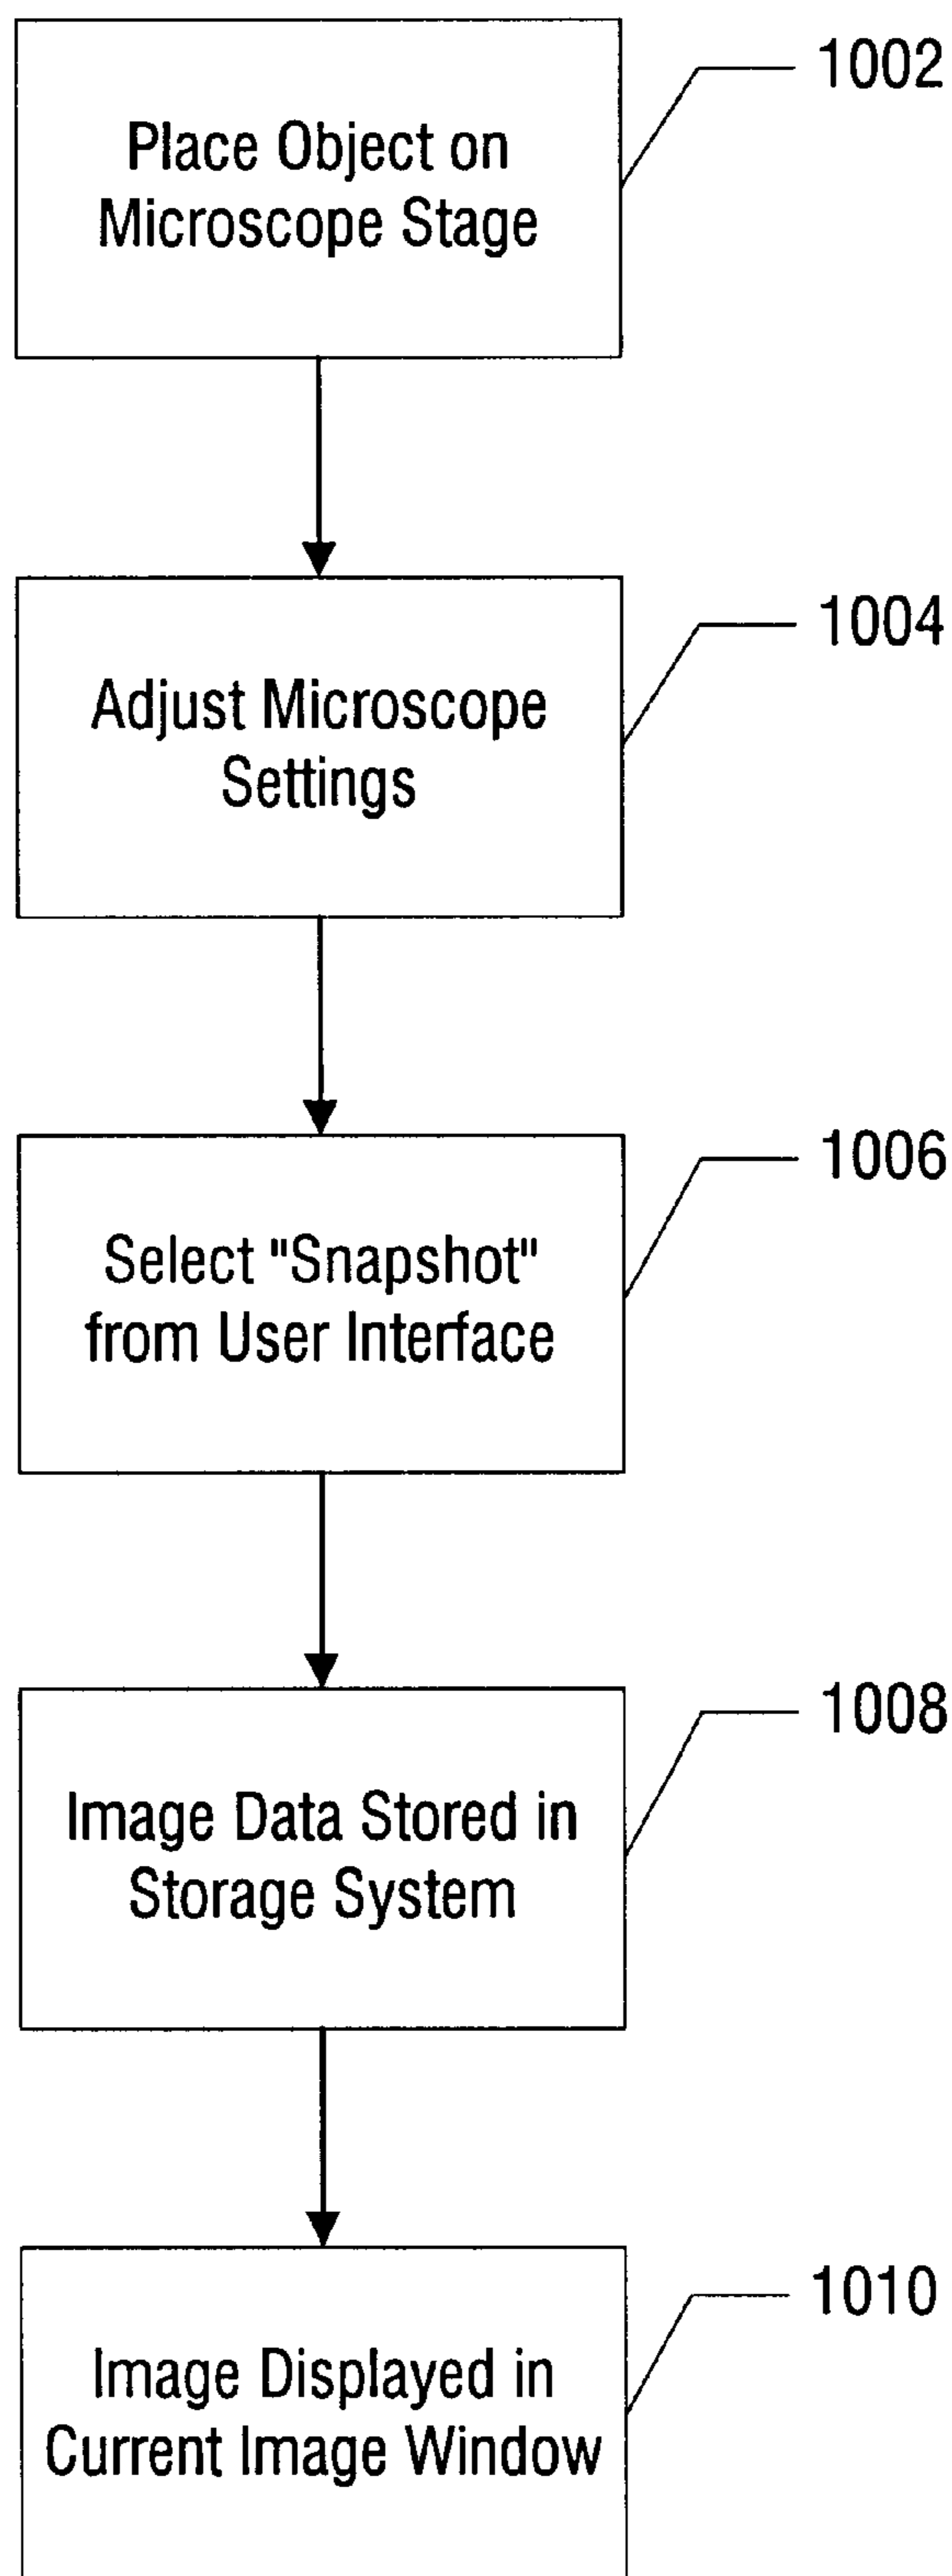 1002
Place Object on
Microscope Stage
1004
Adjust Microscope
Settings
1006
Select "Snapshot"
from User Interface
1008
Image Data Stored in
Storage System
1010
Image Displayed in
Current Image Window